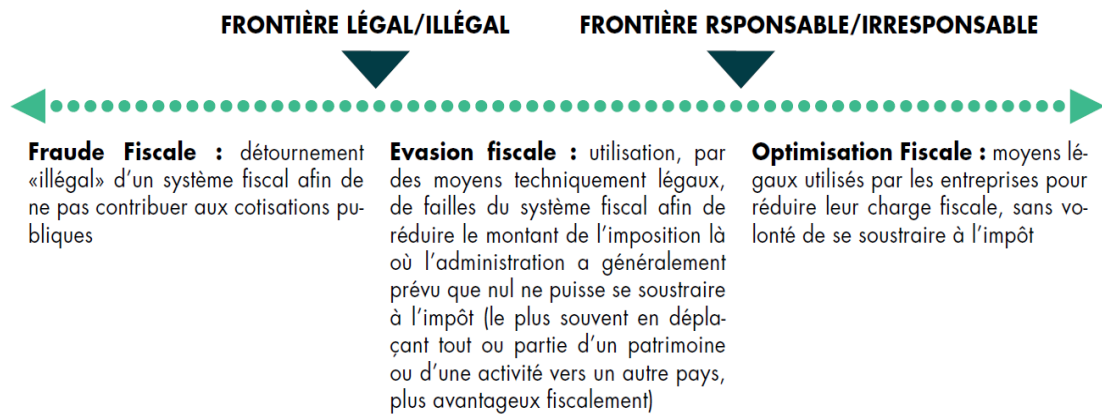 FRONTIÈRE LÉGAL/ILLÉGAL
FRONTIÈRE RSPONSABLE/IRRESPONSABLE
Fraude Fiscale : détournement
«illégal» d’un système fiscal afin de
ne pas contribuer aux cotisations pu-
bliques
Evasion fiscale : utilisation, par
des moyens techniquement légaux,
de failles du système fiscal afin de
réduire le montant de l’imposition là
où l’administration a généralement
prévu que nul ne puisse se soustraire
à l’impôt (le plus souvent en dépla-
çant tout ou partie d’un patrimoine
ou d’une activité vers un autre pays,
plus avantageux fiscalement)
Optimisation Fiscale : moyens lé-
gaux utilisés par les entreprises pour
réduire leur charge fiscale, sans vo-
lonté de se soustraire à l’impôt